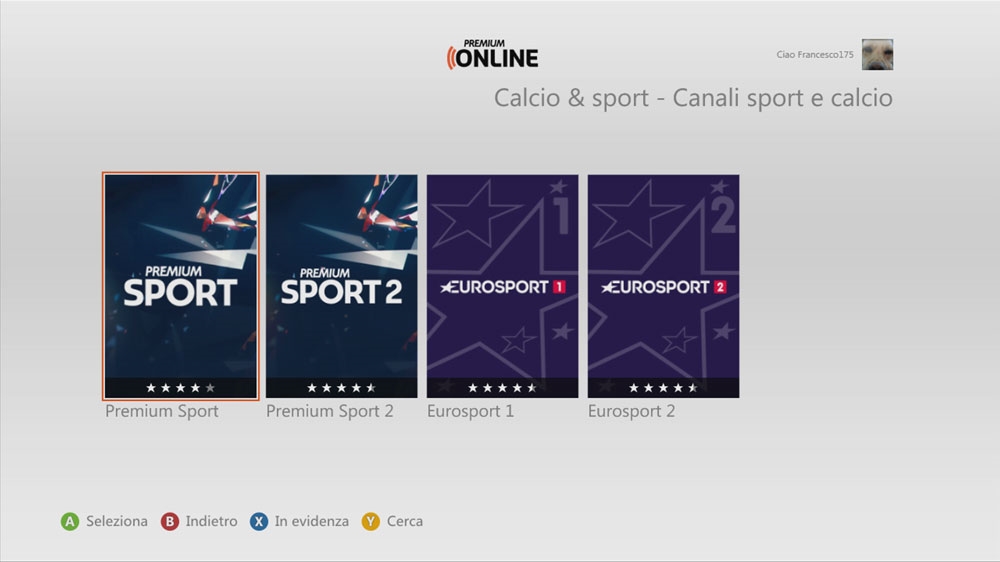 PREMIUM
ONLINE
Ciao Francesco175
Calcio & sport - Canali sport e calcio
PREMIUM
SPORT
PREMIUM
SPORT 2
1
EUROSPORT 1
2
EUROSPORT 2
Premium Sport
Premium Sport 2
Eurosport 1
Eurosport 2
A Seleziona B Indietro X In evidenza Y Cerca